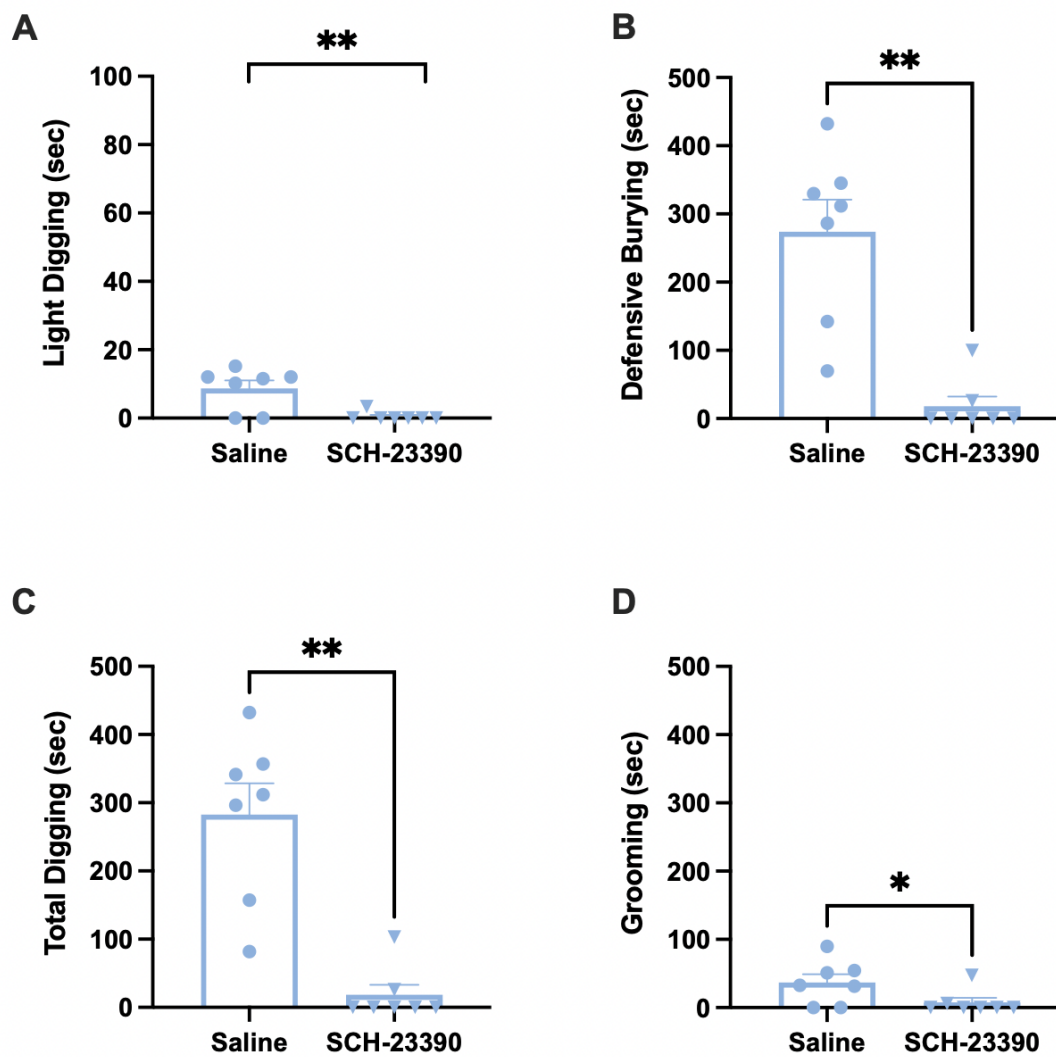 A
**
Light Digging (sec)
100
80
60
40
20
0
Saline
SCH-23390
B
**
Defensive Burying (sec)
500
400
300
200
100
0
Saline
SCH-23390
C
**
Total Digging (sec)
500
400
300
200
100
0
Saline
SCH-23390
D
*
Grooming (sec)
500
400
300
200
100
0
Saline
SCH-23390